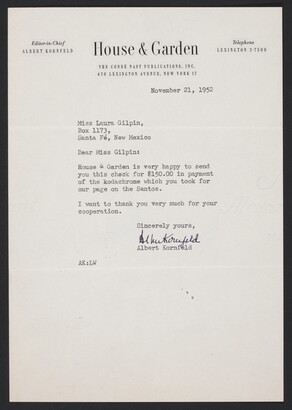 Editor-in-Chief
ALBERT KORNFELD
House & Garden
THE CONDÉ NAST PUBLICATIONS, INC.
420 LEXINGTON AVENUE, NEW YORK 17
Telephone
LEXINGTON 2-7500
November 21, 1952
Miss Laura Gilpin,
Box 1173,
Santa Fé, New Mexico
Dear Miss Gilpin:
House & Garden is very happy to send
you this check for $150.00 in payment
of the kodachrome which you took for
our page on the Santos.
I want to thank you very much for your
cooperation.
Sincerely yours,
Albert Kornfeld
Albert Kornfeld
AK:LW